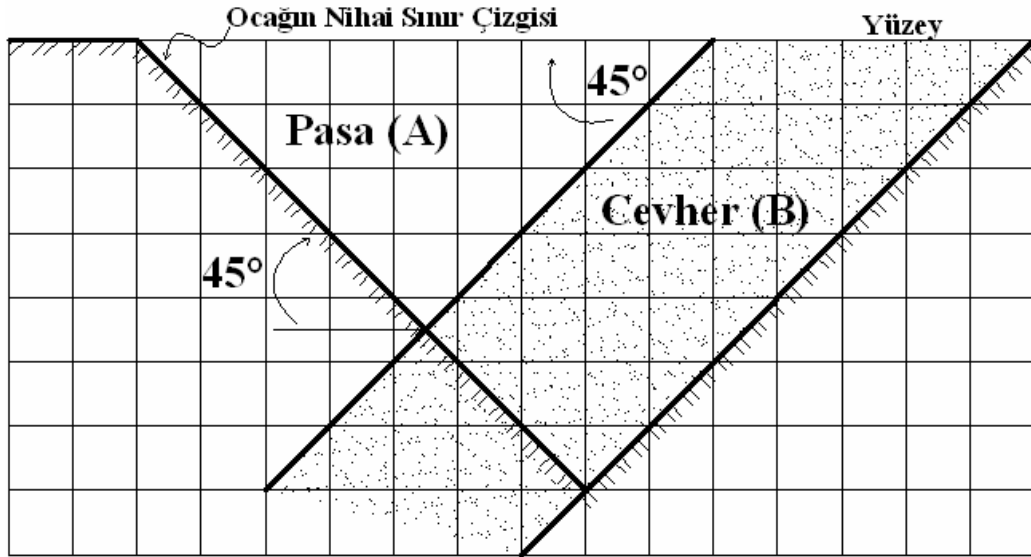 Ocağın Nihai Sınır Çizgisi
Yüzey
45°
Pasa (A)
Cevher (B)
45°